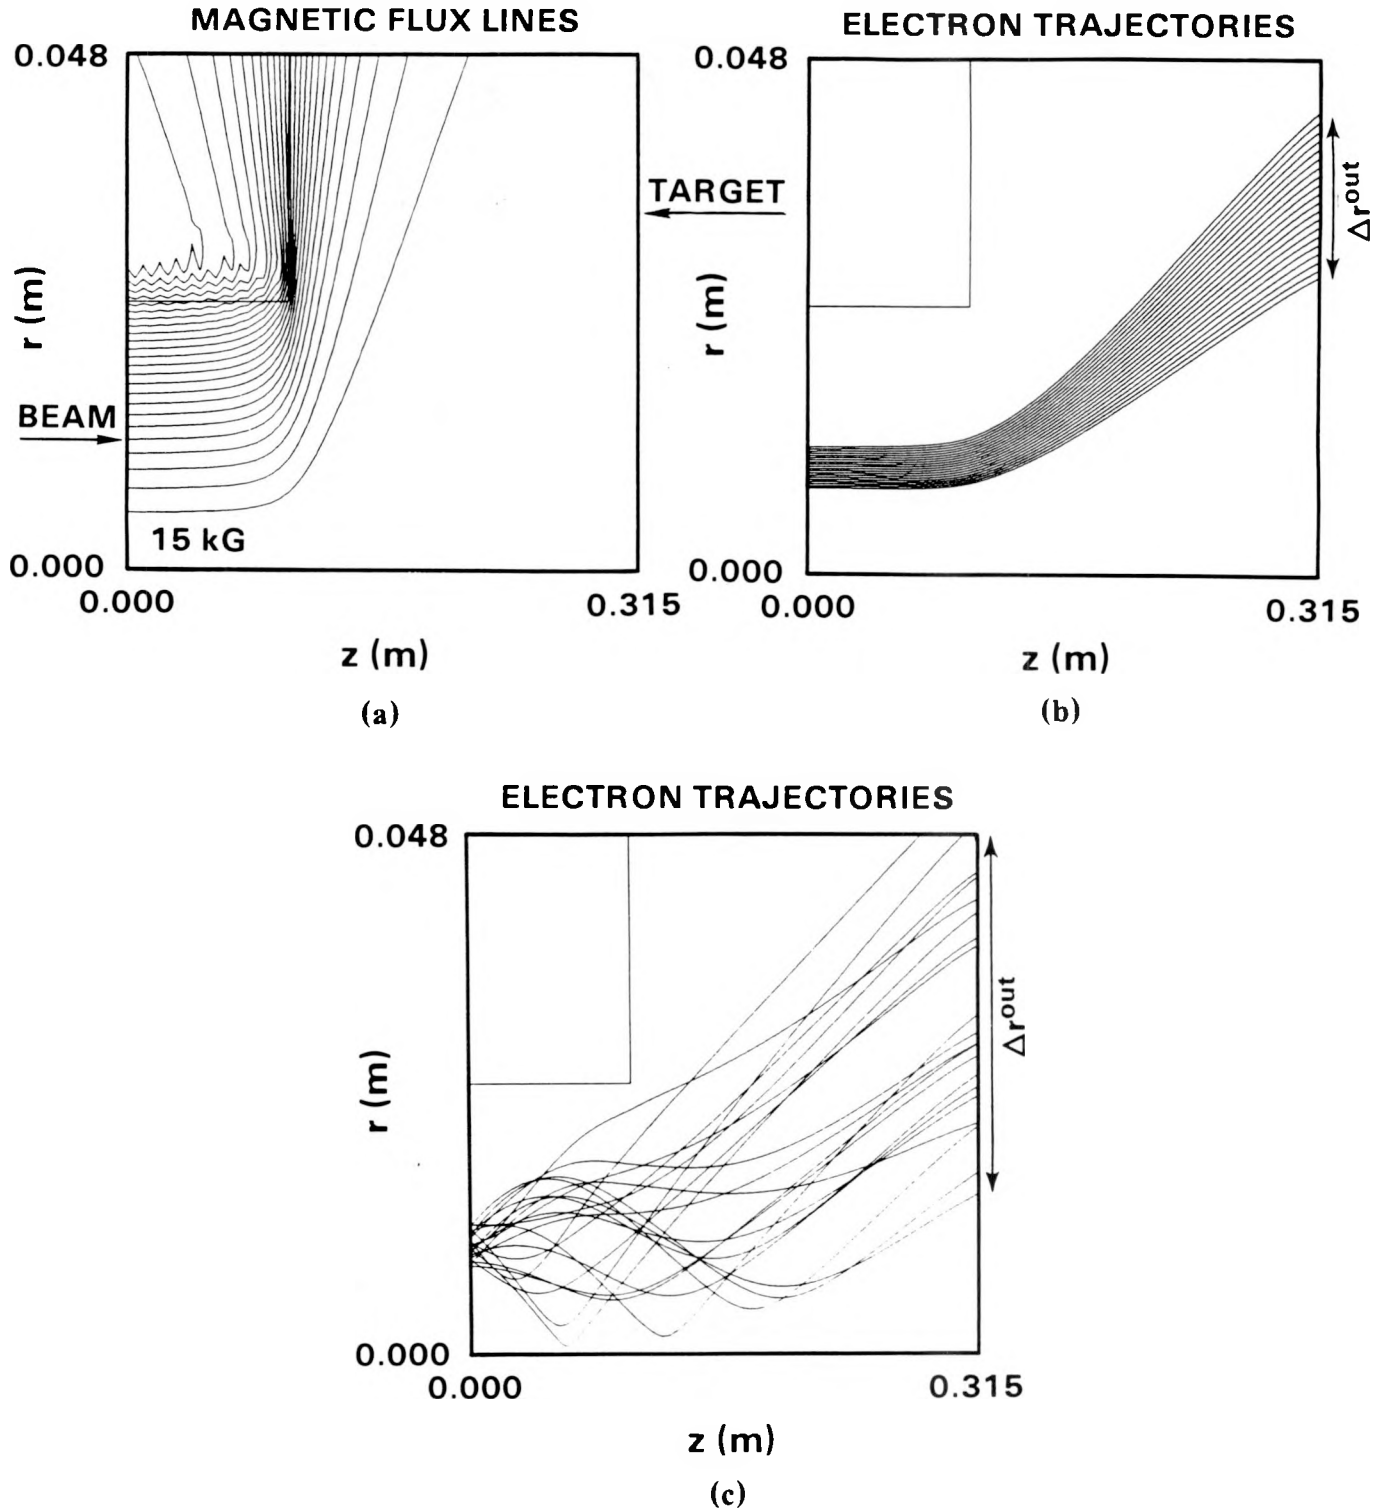 MAGNETIC FLUX LINES
0.048
r (m)
BEAM
15 kG
0.000
0.000
0.315
z (m)
(a)
TARGET
ELECTRON TRAJECTORIES
0.048
r (m)
0.000
0.000
0.315
z (m)
Δr^out
(b)
ELECTRON TRAJECTORIES
0.048
r (m)
0.000
0.000
0.315
z (m)
Δr^out
(c)